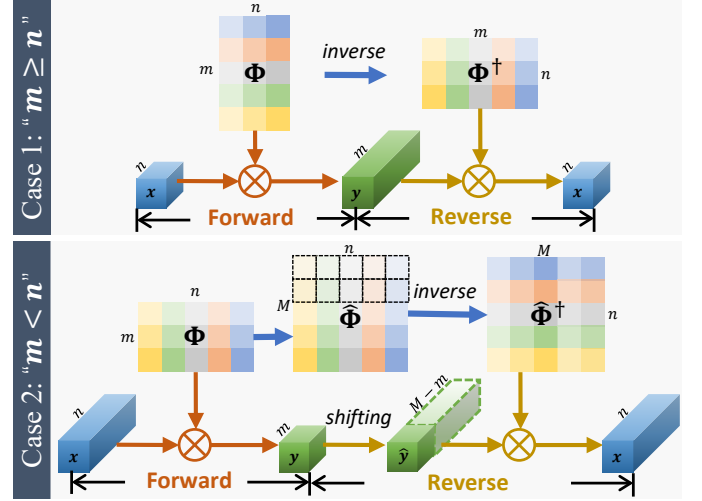 Case 1: “m ≥ n”
n
m
Φ
inverse
m
Φ†
n
n
x
m
y
n
x
Forward
Reverse
Case 2: “m < n”
n
m
Φ
n
M
Φ̂
inverse
M
Φ̂†
n
n
x
m
y
shifting
M − m
ŷ
n
x
Forward
Reverse